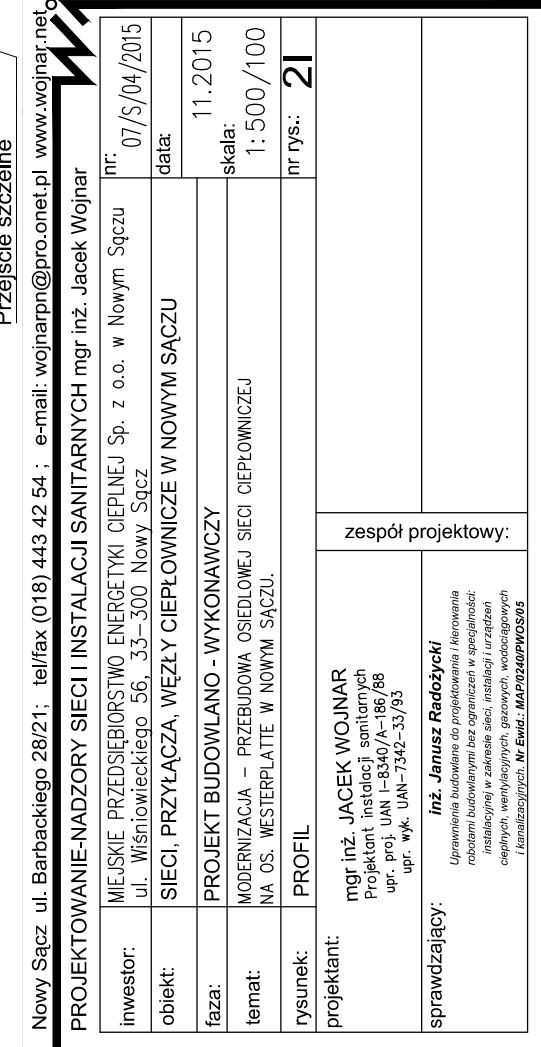 Przejście szczelne
Nowy Sącz ul. Barbackiego 28/21; tel/fax (018) 443 42 54 ; e-mail: wojnarpn@pro.onet.pl www.wojnar.net
PROJEKTOWANIE-NADZORY SIECI I INSTALACJI SANITARNYCH mgr inż. Jacek Wojnar
inwestor:
MIEJSKIE PRZEDSIĘBIORSTWO ENERGETYKI CIEPLNEJ Sp. z o.o. w Nowym Sączu
ul. Wiśniowieckiego 56, 33-300 Nowy Sącz
nr:
07/S/04/2015
obiekt:
SIECI, PRZYŁĄCZA, WĘZŁY CIEPŁOWNICZE W NOWYM SĄCZU
data:
11.2015
faza:
PROJEKT BUDOWLANO - WYKONAWCZY
skala:
1:500/100
temat:
MODERNIZACJA - PRZEBUDOWA OSIEDLOWEJ SIECI CIEPŁOWNICZEJ
NA OS. WESTERPLATTE W NOWYM SĄCZU.
rysunek:
PROFIL
nr rys.: 2I
projektant:
mgr inż. JACEK WOJNAR
Projektant instalacji sanitarnych
upr. proj. UAN I-8340/A-186/88
upr. wyk. UAN-7342-33/93
zespół projektowy:
sprawdzający:
inż. Janusz Radożycki
Uprawnienia budowlane do projektowania i kierowania
robotami budowlanymi bez ograniczeń w specjalności:
instalacyjnej w zakresie sieci, instalacji i urządzeń
cieplnych, wentylacyjnych, gazowych, wodociągowych
i kanalizacyjnych. Nr Ewid.: MAP/0240/PWOS/05